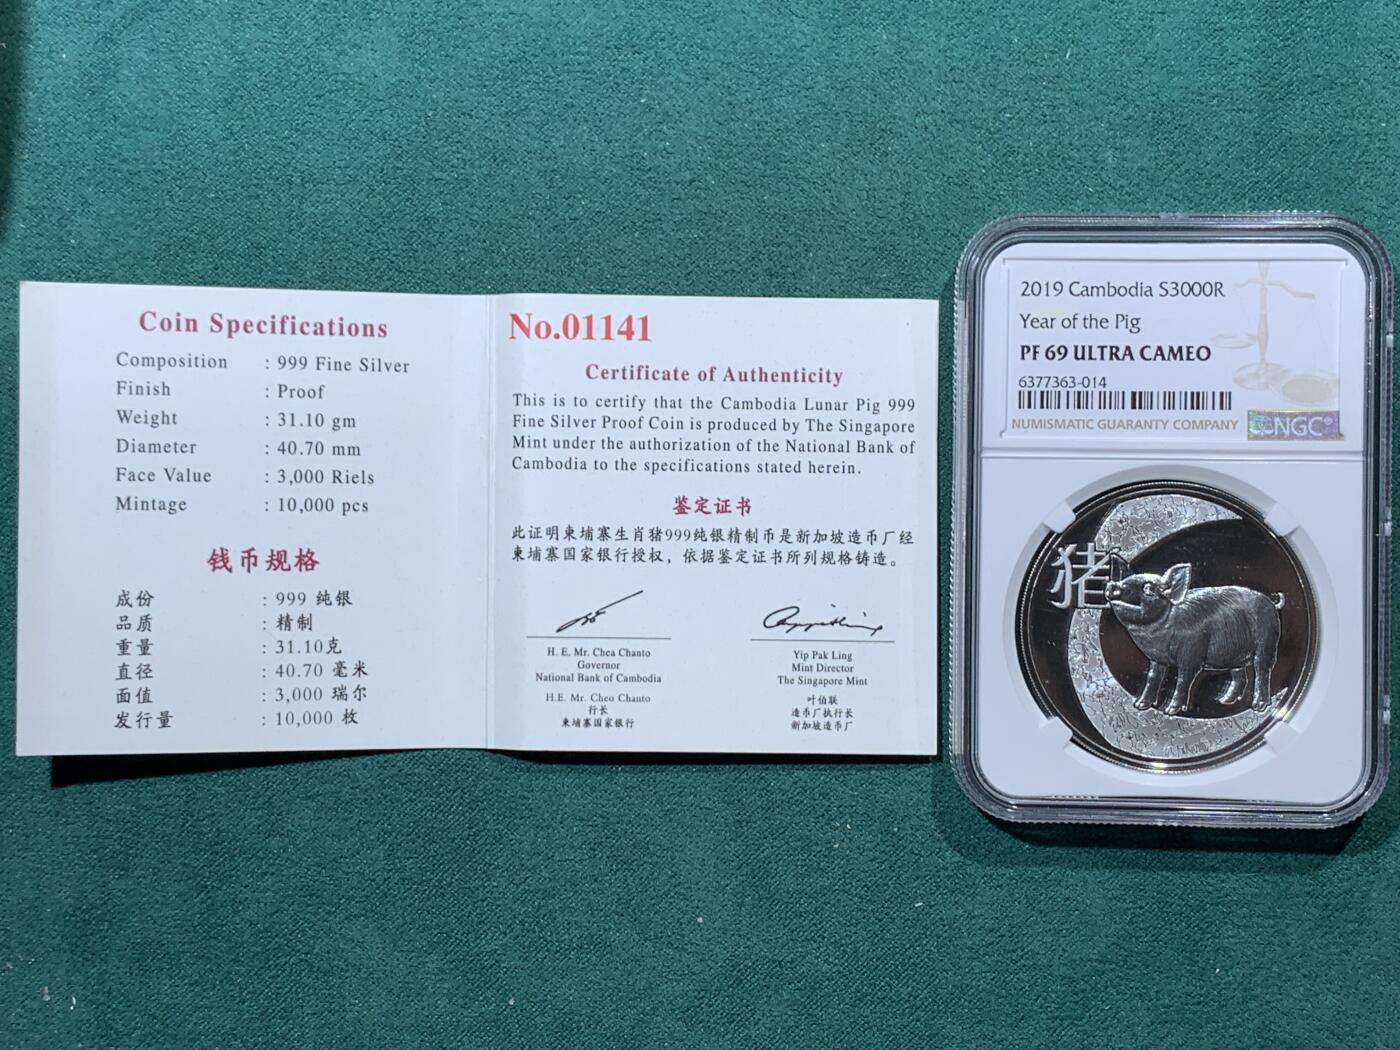 Coin Specifications
Composition : 999 Fine Silver
Finish : Proof
Weight : 31.10 gm
Diameter : 40.70 mm
Face Value : 3,000 Riels
Mintage : 10,000 pcs
钱币规格
成份 : 999 纯银
品质 : 精制
重量 : 31.10克
直径 : 40.70 毫米
面值 : 3,000 瑞尔
发行量 : 10,000 枚
No.01141
Certificate of Authenticity
This is to certify that the Cambodia Lunar Pig 999
Fine Silver Proof Coin is produced by The Singapore
Mint under the authorization of the National Bank of
Cambodia to the specifications stated herein.
鉴定证书
此证明柬埔寨生肖猪999纯银精制币是新加坡造币厂经
柬埔寨国家银行授权，依据鉴定证书所列规格铸造。
H. E. Mr. Chea Chanto
Governor
National Bank of Cambodia
H.E. Mr. Cheo Chanto
行长
柬埔寨国家银行
Yip Pak Ling
Mint Director
The Singapore Mint
叶伯联
造币厂执行长
新加坡造币厂
2019 Cambodia S3000R
Year of the Pig
PF 69 ULTRA CAMEO
6377363-014
NUMISMATIC GUARANTY COMPANY
NGC
猪